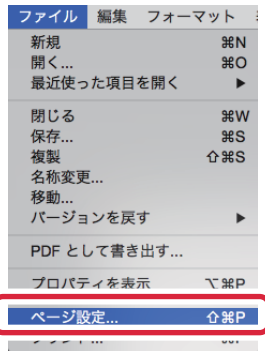 ファイル 編集 フォーマット
新規 ⌘N
開く... ⌘O
最近使った項目を開く ▶
閉じる ⌘W
保存... ⌘S
複製 ⇧⌘S
名称変更...
移動...
バージョンを戻す ▶
PDF として書き出す...
プロパティを表示 ⌥⌘P
ページ設定... ⇧⌘P